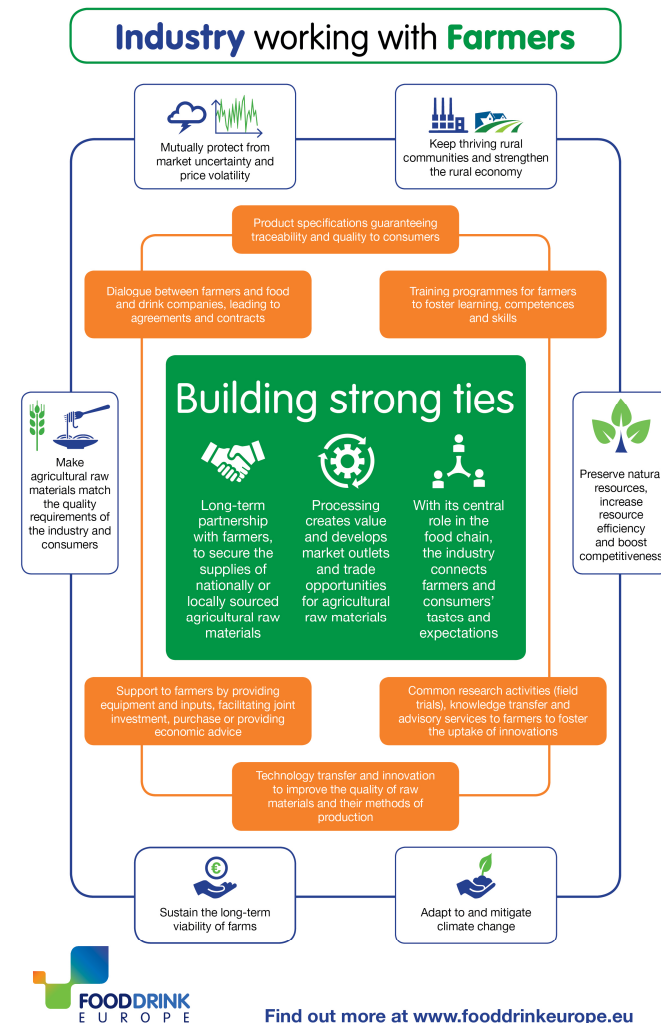 Industry working with Farmers
Mutually protect from
market uncertainty and
price volatility
Keep thriving rural
communities and strengthen
the rural economy
Product specifications guaranteeing
traceability and quality to consumers
Dialogue between farmers and food
and drink companies, leading to
agreements and contracts
Training programmes for farmers
to foster learning, competences
and skills
Make
agricultural raw
materials match
the quality
requirements of
the industry and
consumers
Building strong ties
Long-term
partnership
with farmers,
to secure the
supplies of
nationally or
locally sourced
agricultural raw
materials
Processing
creates value
and develops
market outlets
and trade
opportunities
for agricultural
raw materials
With its central
role in the
food chain,
the industry
connects
farmers and
consumers’
tastes and
expectations
Preserve natura
resources,
increase
resource
efficiency
and boost
competitiveness
Support to farmers by providing
equipment and inputs, facilitating joint
investment, purchase or providing
economic advice
Common research activities (field
trials), knowledge transfer and
advisory services to farmers to foster
the uptake of innovations
Technology transfer and innovation
to improve the quality of raw
materials and their methods of
production
€
Sustain the long-term
viability of farms
Adapt to and mitigate
climate change
FOODDRINK
EUROPE
Find out more at www.fooddrinkeurope.eu